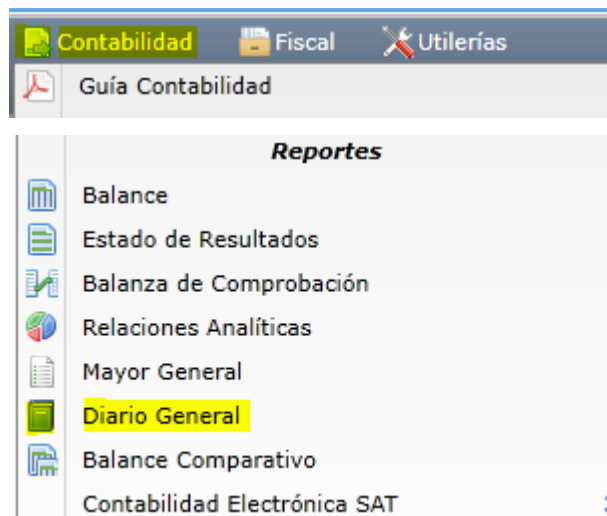 Contabilidad Fiscal Utilerías
Guía Contabilidad
Reportes
Balance
Estado de Resultados
Balanza de Comprobación
Relaciones Analíticas
Mayor General
Diario General
Balance Comparativo
Contabilidad Electrónica SAT